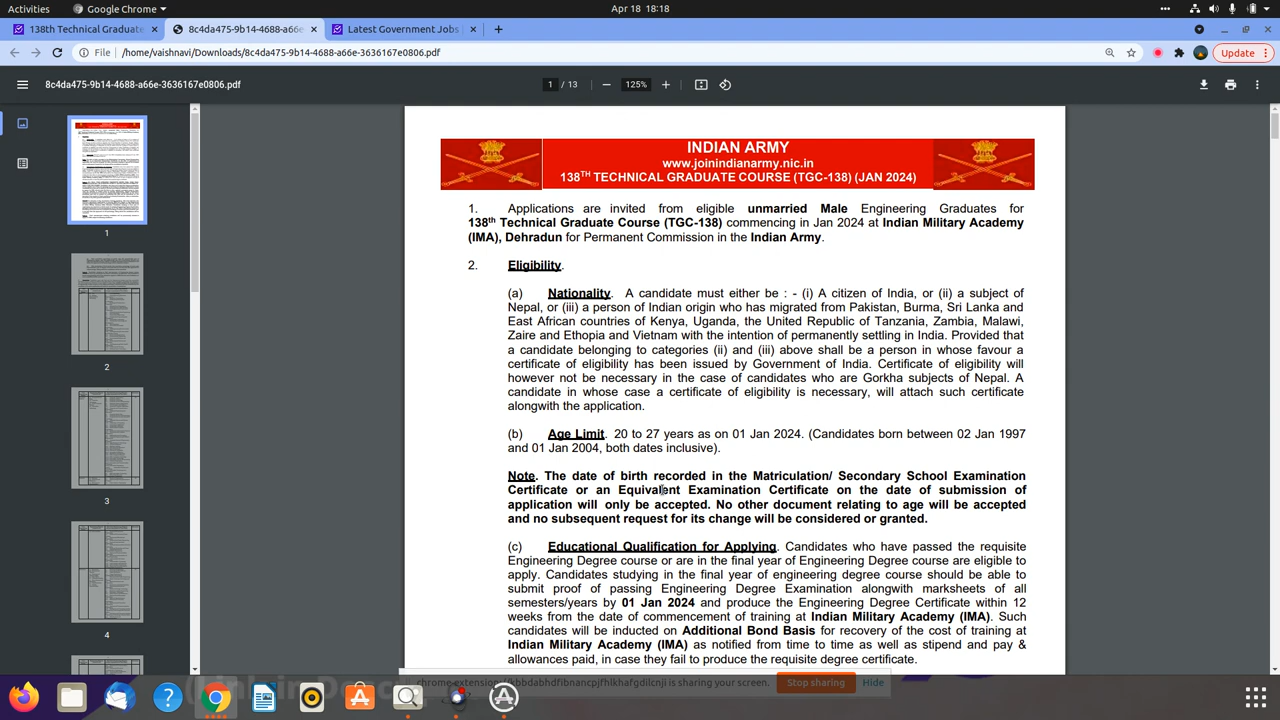 Activities
Google Chrome
Apr 18 18:18
138th Technical Graduate
8c4da475-9b14-4688-a66e
Latest Government Jobs
File
/home/vaishnavi/Downloads/8c4da475-9b14-4688-a66e-3636167e0806.pdf
Update
8c4da475-9b14-4688-a66e-3636167e0806.pdf
1 / 13
125%
1
2
3
4
INDIAN ARMY
www.joinindianarmy.nic.in
138TH TECHNICAL GRADUATE COURSE (TGC-138) (JAN 2024)
1. Applications are invited from eligible unmarried Male Engineering Graduates for
138th Technical Graduate Course (TGC-138) commencing in Jan 2024 at Indian Military Academy
(IMA), Dehradun for Permanent Commission in the Indian Army.
2. Eligibility.
(a) Nationality. A candidate must either be : - (i) A citizen of India, or (ii) a subject of
Nepal, or (iii) a person of Indian origin who has migrated from Pakistan, Burma, Sri Lanka and
East African countries of Kenya, Uganda, the United Republic of Tanzania, Zambia, Malawi,
Zaire and Ethopia and Vietnam with the intention of permanently settling in India. Provided that
a candidate belonging to categories (ii) and (iii) above shall be a person in whose favour a
certificate of eligibility has been issued by Government of India. Certificate of eligibility will
however not be necessary in the case of candidates who are Gorkha subjects of Nepal. A
candidate in whose case a certificate of eligibility is necessary, will attach such certificate
alongwith the application.
(b) Age Limit. 20 to 27 years as on 01 Jan 2024. (Candidates born between 02 Jan 1997
and 01 Jan 2004, both dates inclusive).
Note. The date of birth recorded in the Matriculation/ Secondary School Examination
Certificate or an Equivalent Examination Certificate on the date of submission of
application will only be accepted. No other document relating to age will be accepted
and no subsequent request for its change will be considered or granted.
(c) Educational Qualification for Applying. Candidates who have passed the requisite
Engineering Degree course or are in the final year of Engineering Degree course are eligible to
apply. Candidates studying in the final year of engineering degree course should be able to
submit proof of passing Engineering Degree Examination alongwith marksheets of all
semesters/years by 01 Jan 2024 and produce the Engineering Degree Certificate within 12
weeks from the date of commencement of training at Indian Military Academy (IMA). Such
candidates will be inducted on Additional Bond Basis for recovery of the cost of training at
Indian Military Academy (IMA) as notified from time to time as well as stipend and pay &
allowances paid, in case they fail to produce the requisite degree certificate.
is sharing your screen.
Stop sharing
Hide